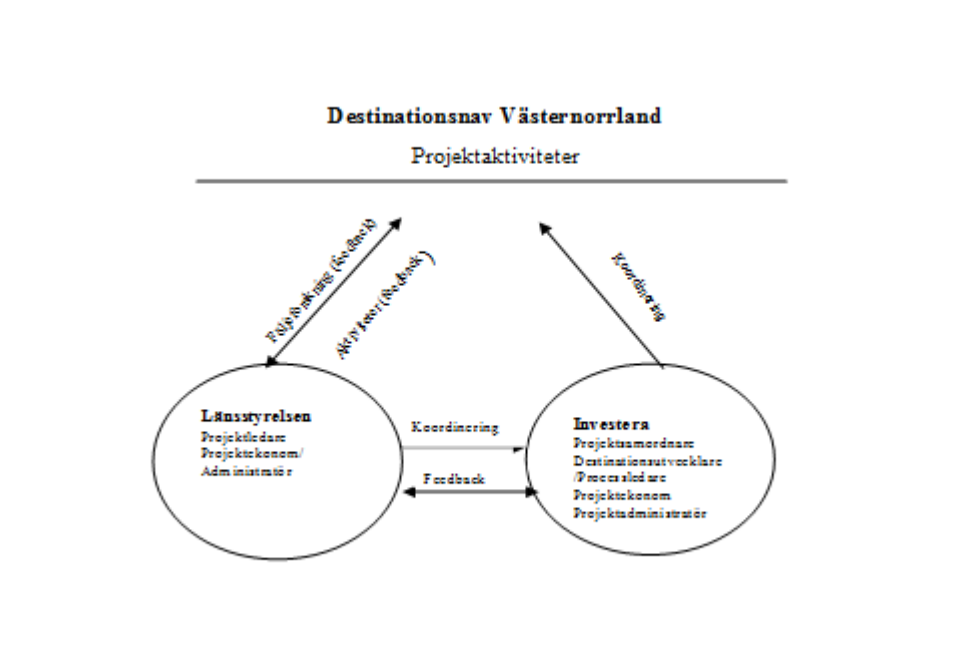 Destinationsnav Västernorrland
Projektaktiviteter
Följeforskning (feedback)
Aktiviteter (feedback)
Koordinering
Länsstyrelsen
Projektledare
Projektekonom/
Administratör
Koordinering
Feedback
Investera
Projektsamordnare
Destinationsutvecklare
/Processledare
Projektekonom
Projektadministratör